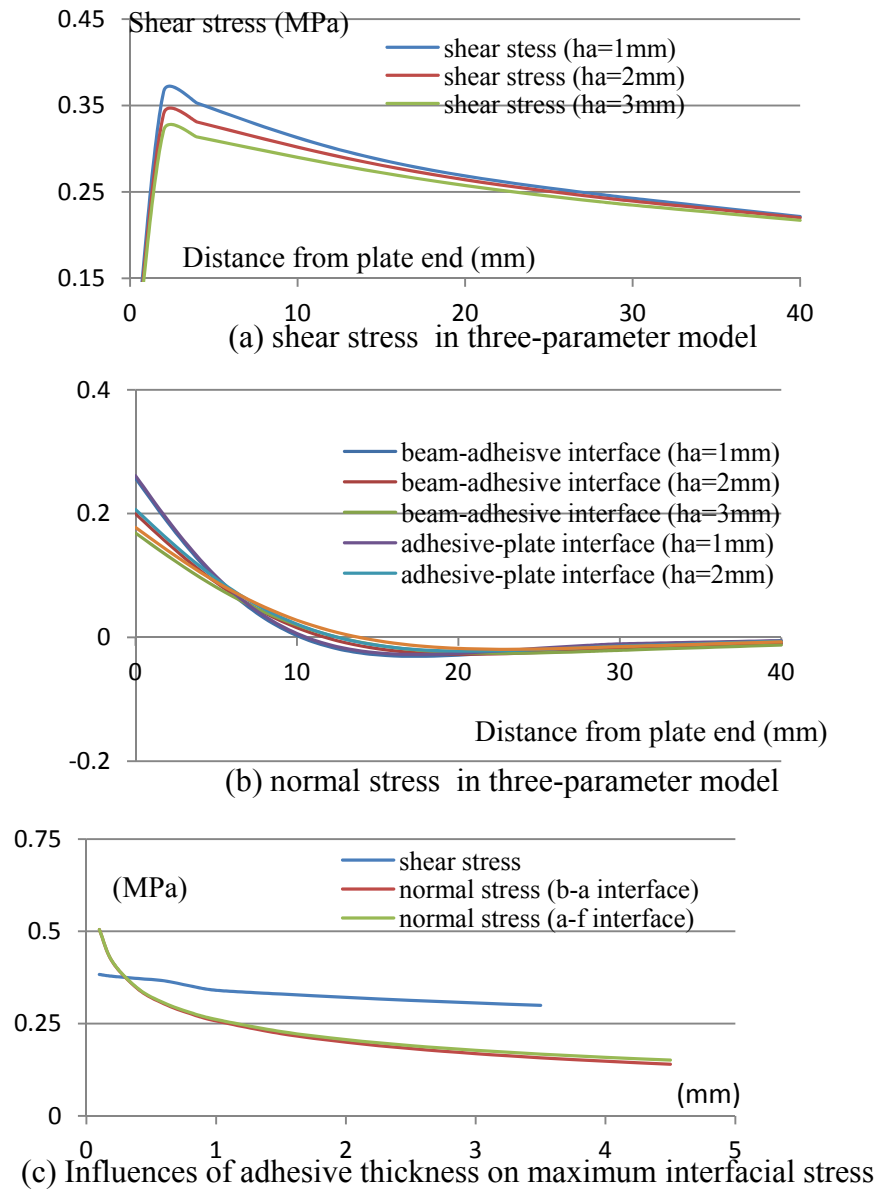 0.45
Shear stress (MPa)
shear stess (ha=1mm)
shear stress (ha=2mm)
shear stress (ha=3mm)
0.35
0.25
Distance from plate end (mm)
0.15
0 10 20 30 40
(a) shear stress in three-parameter model
0.4
beam-adheisve interface (ha=1mm)
beam-adhesive interface (ha=2mm)
0.2
beam-adhesive interface (ha=3mm)
adhesive-plate interface (ha=1mm)
adhesive-plate interface (ha=2mm)
0
0 10 20 30 40
Distance from plate end (mm)
-0.2
(b) normal stress in three-parameter model
0.75
shear stress
(MPa)
normal stress (b-a interface)
normal stress (a-f interface)
0.5
0.25
(mm)
0
0 1 2 3 4 5
(c) Influences of adhesive thickness on maximum interfacial stress